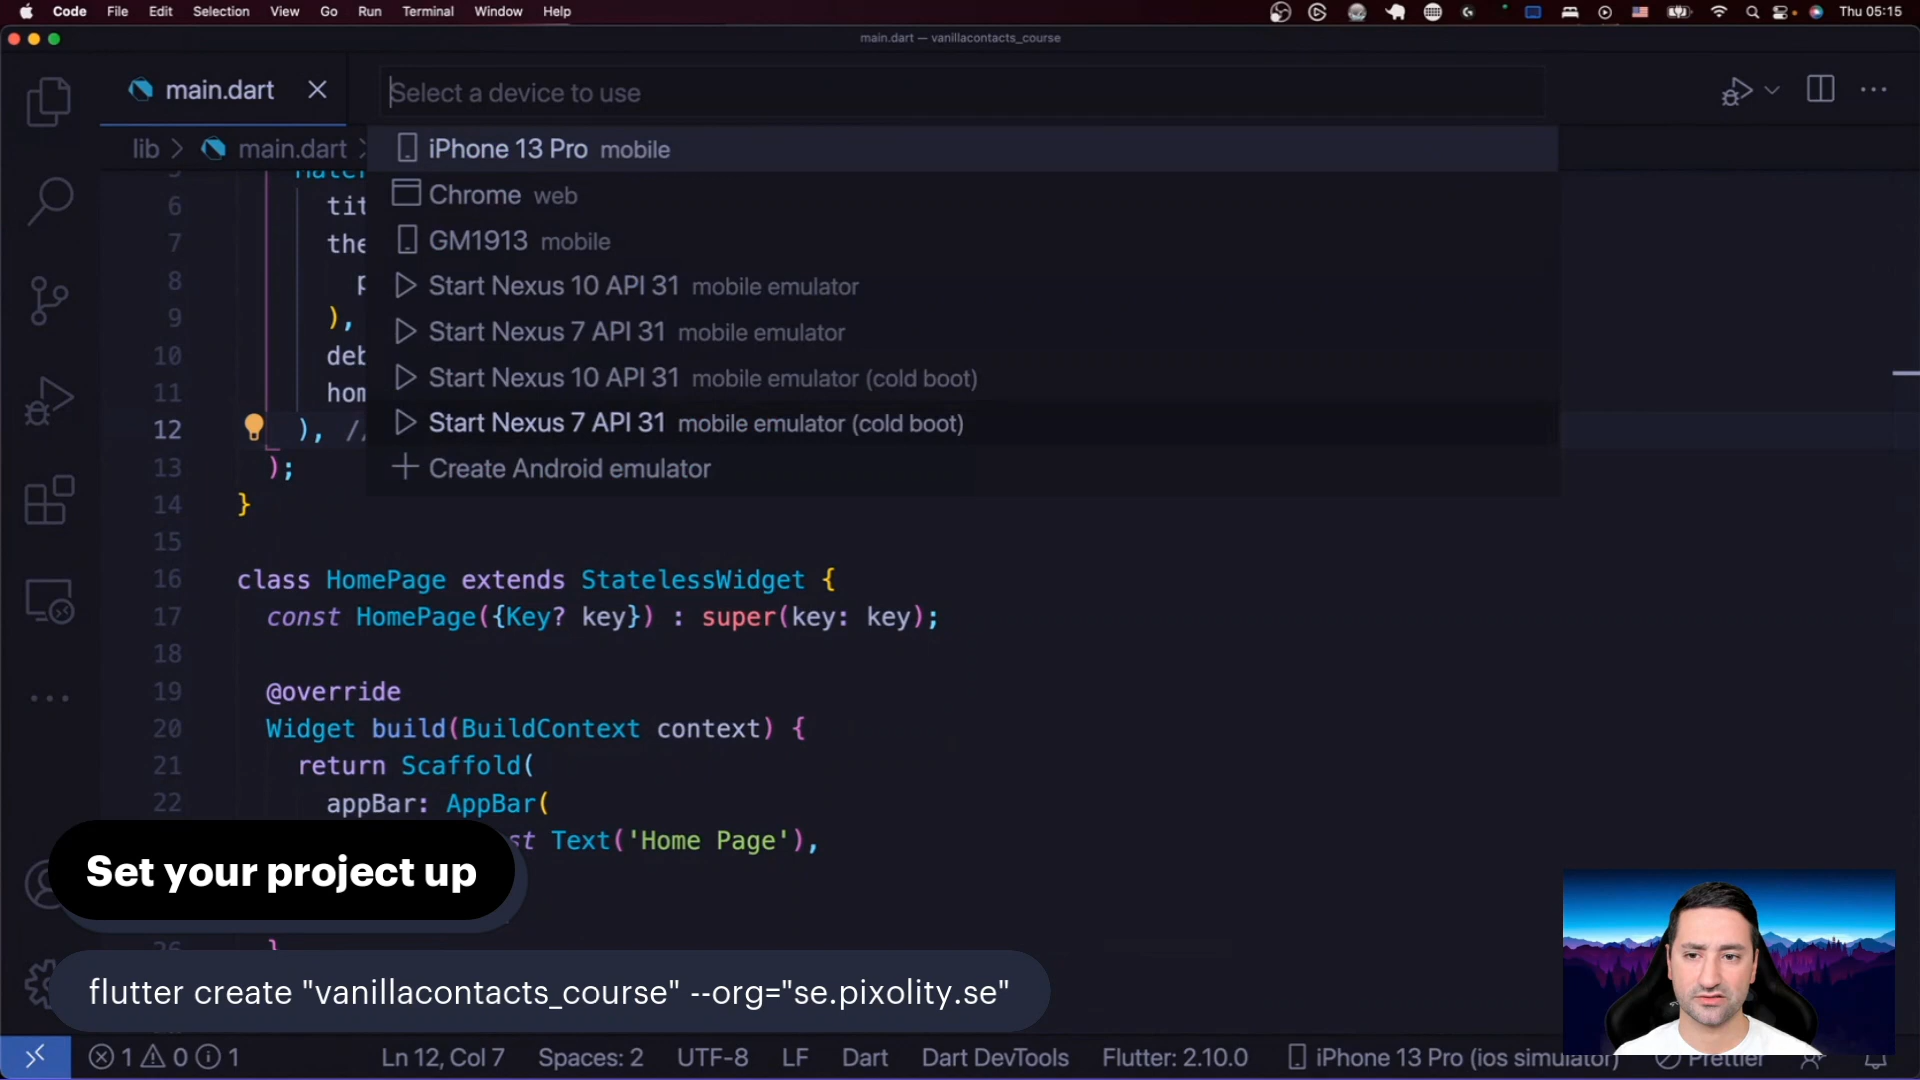 Code File Edit Selection View Go Run Terminal Window Help Thu 05:15
main.dart — vanillacontacts_course
main.dart
Select a device to use
lib > main.dart >
iPhone 13 Pro mobile
Chrome web
GM1913 mobile
Start Nexus 10 API 31 mobile emulator
Start Nexus 7 API 31 mobile emulator
Start Nexus 10 API 31 mobile emulator (cold boot)
Start Nexus 7 API 31 mobile emulator (cold boot)
Create Android emulator
6 tit
7 the
8 p
9 ),
10 deb
11 hom
12 ), //
13 );
14 }
15
16 class HomePage extends StatelessWidget {
17 const HomePage({Key? key}) : super(key: key);
18
19 @override
20 Widget build(BuildContext context) {
21 return Scaffold(
22 appBar: AppBar(
st Text('Home Page'),
Set your project up
26 }
flutter create "vanillacontacts_course" --org="se.pixolity.se"
1 0 1 Ln 12, Col 7 Spaces: 2 UTF-8 LF Dart Dart DevTools Flutter: 2.10.0 iPhone 13 Pro (ios simulator) Prettier